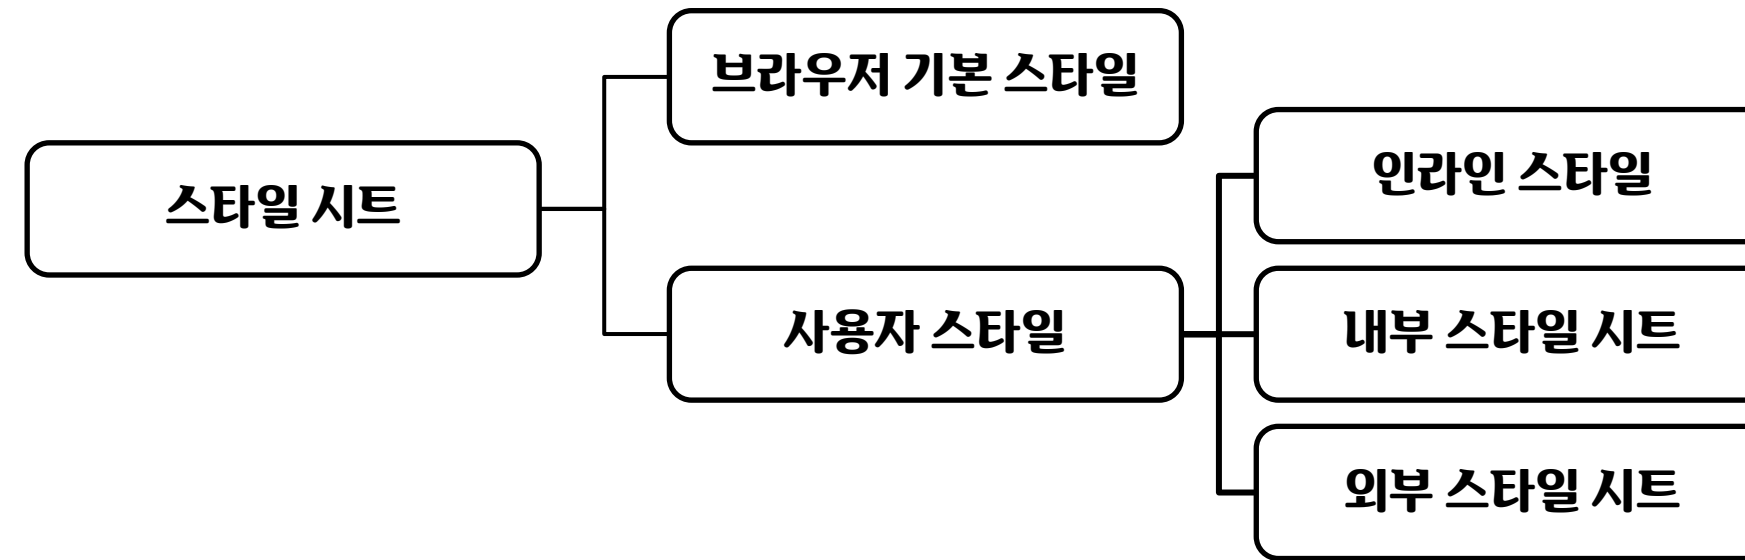 스타일 시트
브라우저 기본 스타일
사용자 스타일
인라인 스타일
내부 스타일 시트
외부 스타일 시트